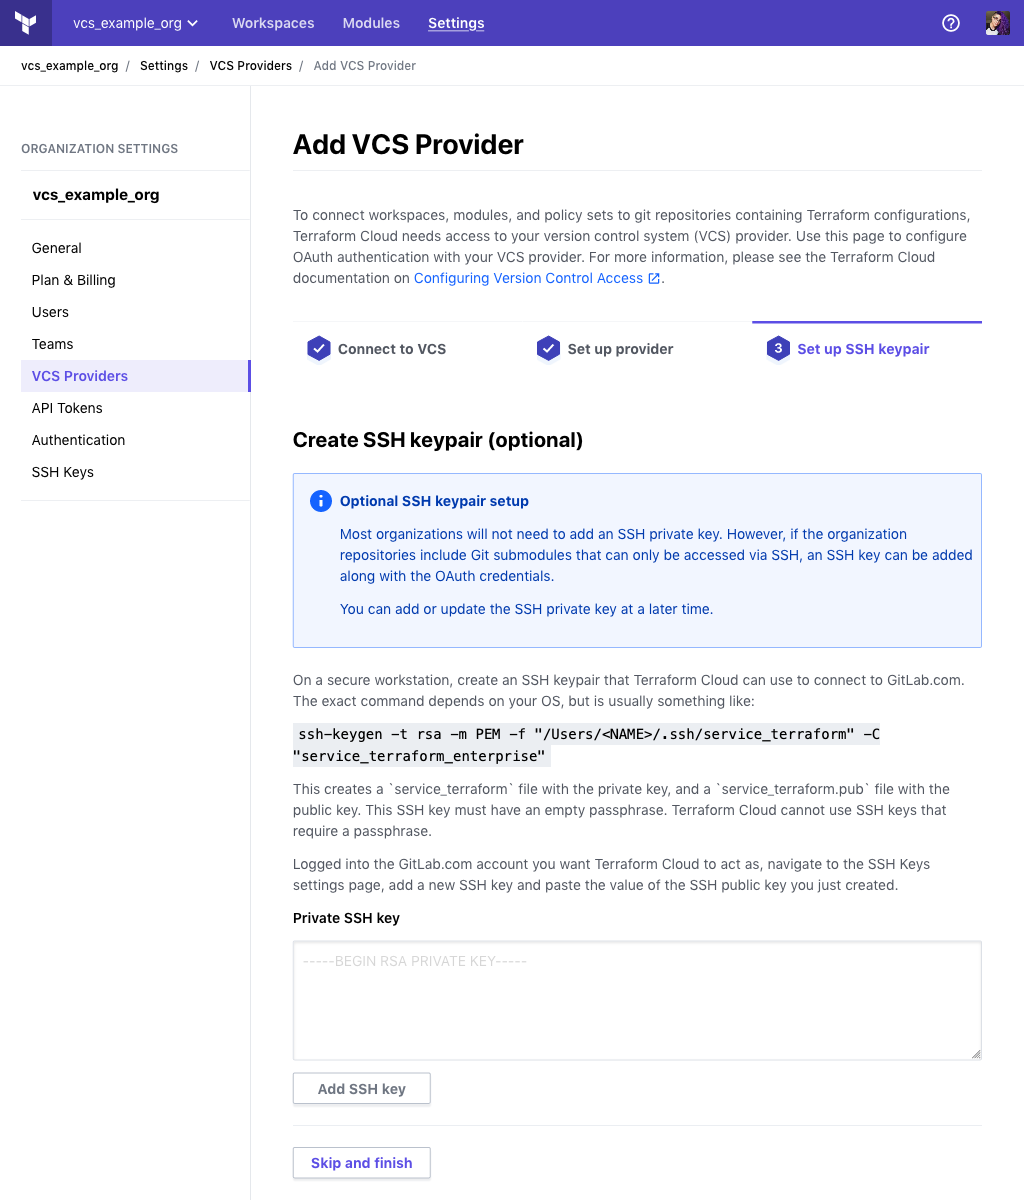 vcs_example_org Workspaces Modules Settings
vcs_example_org / Settings / VCS Providers / Add VCS Provider
ORGANIZATION SETTINGS
vcs_example_org
General
Plan & Billing
Users
Teams
VCS Providers
API Tokens
Authentication
SSH Keys
Add VCS Provider
To connect workspaces, modules, and policy sets to git repositories containing Terraform configurations,
Terraform Cloud needs access to your version control system (VCS) provider. Use this page to configure
OAuth authentication with your VCS provider. For more information, please see the Terraform Cloud
documentation on Configuring Version Control Access.
Connect to VCS
Set up provider
3 Set up SSH keypair
Create SSH keypair (optional)
Optional SSH keypair setup
Most organizations will not need to add an SSH private key. However, if the organization
repositories include Git submodules that can only be accessed via SSH, an SSH key can be added
along with the OAuth credentials.
You can add or update the SSH private key at a later time.
On a secure workstation, create an SSH keypair that Terraform Cloud can use to connect to GitLab.com.
The exact command depends on your OS, but is usually something like:
ssh-keygen -t rsa -m PEM -f "/Users/<NAME>/.ssh/service_terraform" -C
"service_terraform_enterprise"
This creates a `service_terraform` file with the private key, and a `service_terraform.pub` file with the
public key. This SSH key must have an empty passphrase. Terraform Cloud cannot use SSH keys that
require a passphrase.
Logged into the GitLab.com account you want Terraform Cloud to act as, navigate to the SSH Keys
settings page, add a new SSH key and paste the value of the SSH public key you just created.
Private SSH key
-----BEGIN RSA PRIVATE KEY-----
Add SSH key
Skip and finish